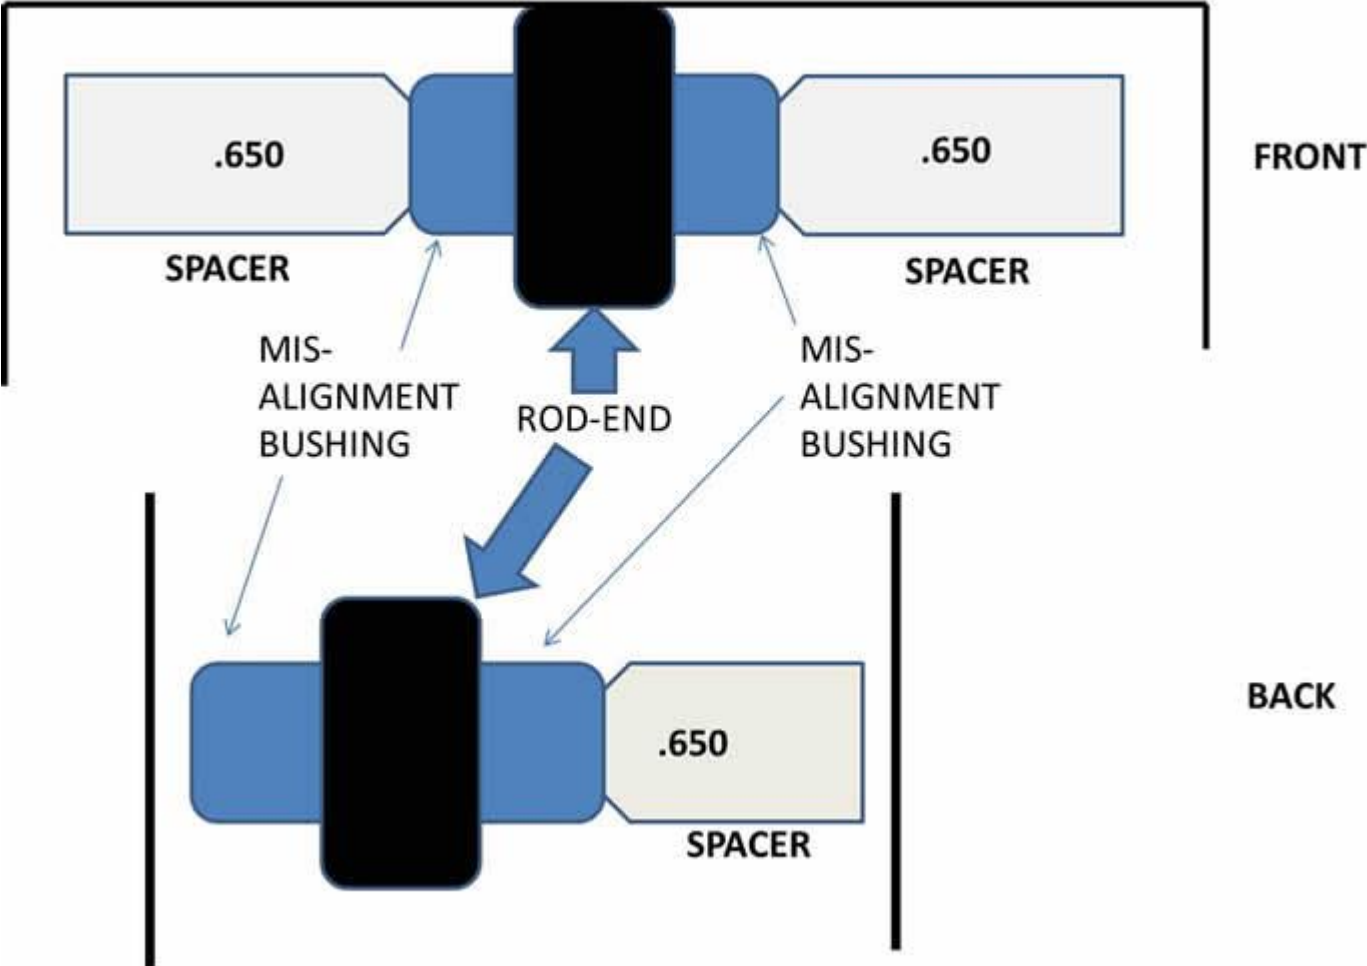 .650
.650
FRONT
SPACER
SPACER
MIS-
ALIGNMENT
BUSHING
ROD-END
MIS-
ALIGNMENT
BUSHING
BACK
.650
SPACER